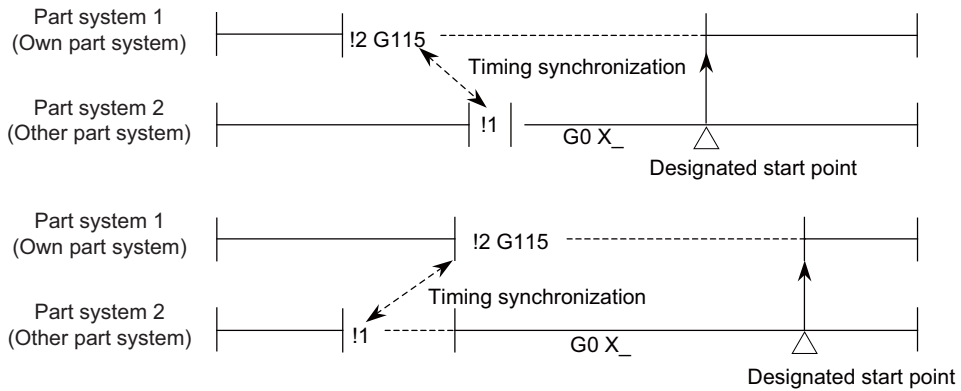 Part system 1
(Own part system)
!2 G115
Timing synchronization
Part system 2
(Other part system)
!1
G0 X_
Designated start point
Part system 1
(Own part system)
!2 G115
Timing synchronization
Part system 2
(Other part system)
!1
G0 X_
Designated start point